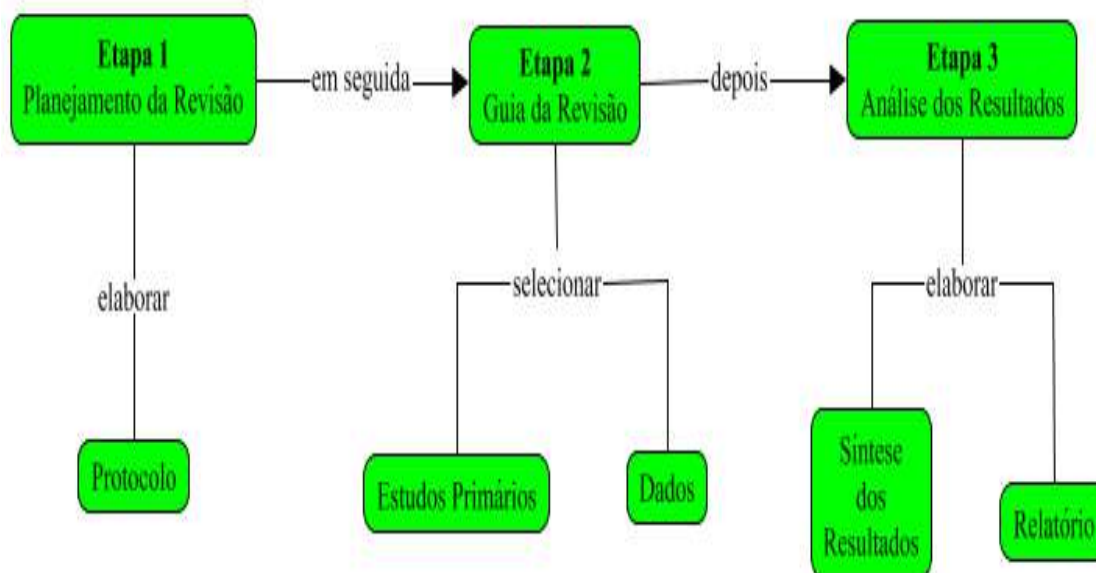 Etapa 1
Planejamento da Revisão
em seguida
Etapa 2
Guia da Revisão
depois
Etapa 3
Análise dos Resultados
elaborar
selecionar
elaborar
Protocolo
Estudos Primários
Dados
Síntese
dos
Resultados
Relatório